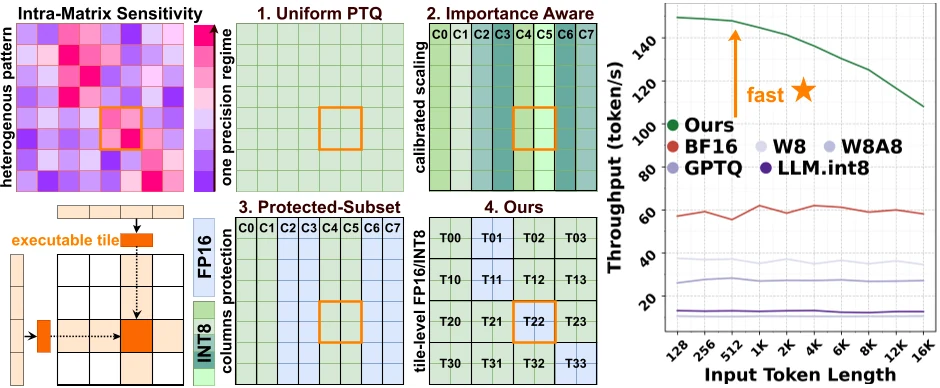 Intra-Matrix Sensitivity
heterogenous pattern
1. Uniform PTQ
one precision regime
2. Importance Aware
calibrated scaling
C0 C1 C2 C3 C4 C5 C6 C7
executable tile
FP16
INT8
3. Protected-Subset
columns protection
C0 C1 C2 C3 C4 C5 C6 C7
4. Ours
tile-level FP16/INT8
T00 T01 T02 T03
T10 T11 T12 T13
T20 T21 T22 T23
T30 T31 T32 T33
Throughput (token/s)
140
120
100
80
60
40
20
fast
Ours
BF16 W8 W8A8
GPTQ LLM.int8
128 256 512 1K 2K 4K 6K 8K 12K 16K
Input Token Length